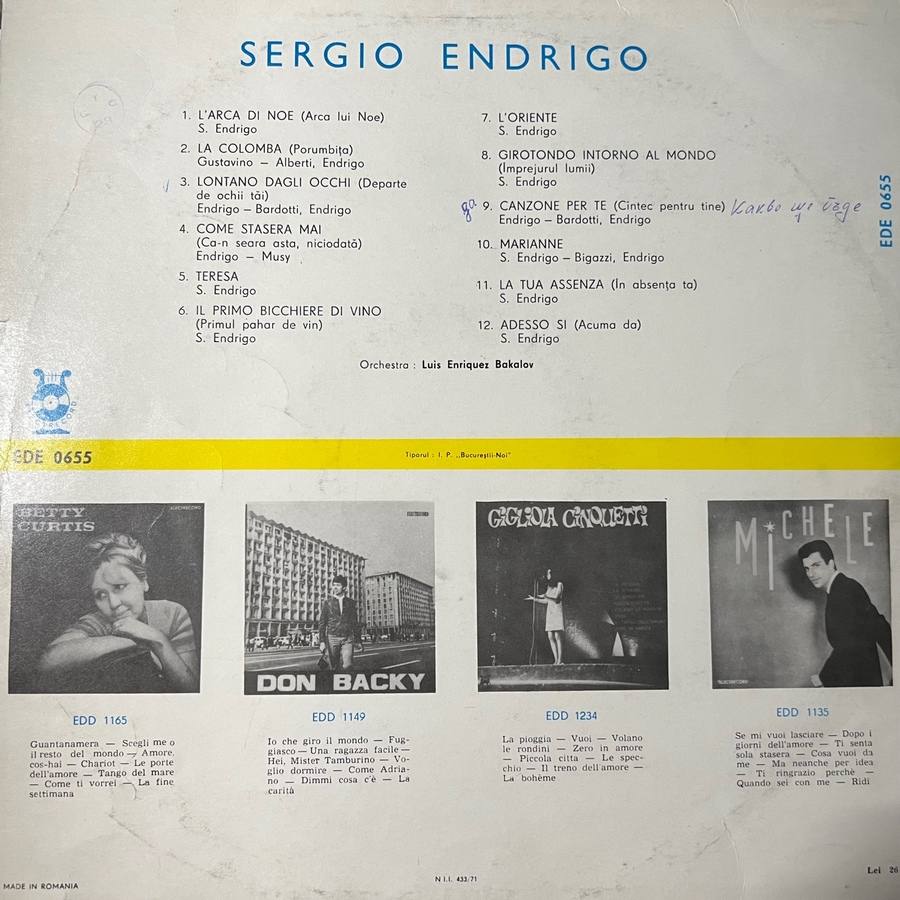 SERGIO ENDRIGO
1. L'ARCA DI NOE (Arca lui Noe)
S. Endrigo
2. LA COLOMBA (Porumbița)
Gustavino – Alberti, Endrigo
3. LONTANO DAGLI OCCHI (Departe
de ochii tăi)
Endrigo – Bardotti, Endrigo
4. COME STASERA MAI
(Ca-n seara asta, niciodată)
Endrigo – Musy
5. TERESA
S. Endrigo
6. IL PRIMO BICCHIERE DI VINO
(Primul pahar de vin)
S. Endrigo
7. L'ORIENTE
S. Endrigo
8. GIROTONDO INTORNO AL MONDO
(Imprejurul lumii)
S. Endrigo
9. CANZONE PER TE (Cintec pentru tine)
Endrigo – Bardotti, Endrigo
10. MARIANNE
S. Endrigo – Bigazzi, Endrigo
11. LA TUA ASSENZA (În absența ta)
S. Endrigo
12. ADESSO SI (Acuma da)
S. Endrigo
Orchestra : Luis Enriquez Bakalov
EDE 0655
EDE 0655
Tiparul : I. P. „Bucureștii-Noi"
BETTY
CURTIS
ELECTRECORD
EDD 1165
Guantanamera — Scegli me o
il resto del mondo — Amore,
cos-hai — Chariot — Le porte
dell'amore — Tango del mare
— Come ti vorrei — La fine
settimana
ELECTRECORD
DON BACKY
EDD 1149
Io che giro il mondo — Fug-
giasco — Una ragazza facile —
Hei, Mister Tamburino — Vo-
glio dormire — Come Adria-
no — Dimmi cosa c'è — La
carità
GIGLIOLA CINQUETTI
EDD 1234
La pioggia — Vuoi — Volano
le rondini — Zero in amore
— Piccola citta — Le spec-
chio — Il treno dell'amore —
La bohème
MICHELE
ELECTRECORD
EDD 1135
Se mi vuoi lasciare — Dopo i
giorni dell'amore — Ti senta
sola stasera — Cosa vuoi da
me — Ma neanche per idea
— Ti ringrazio perchè —
Quando sei con me — Ridi
MADE IN ROMANIA
N I.I. 433/71
Lei 26